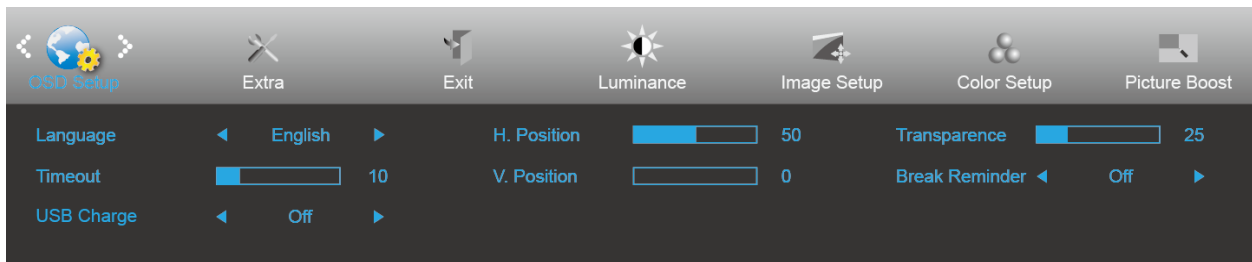 OSD Setup Extra Exit Luminance Image Setup Color Setup Picture Boost
Language English H. Position 50 Transparence 25
Timeout 10 V. Position 0 Break Reminder Off
USB Charge Off